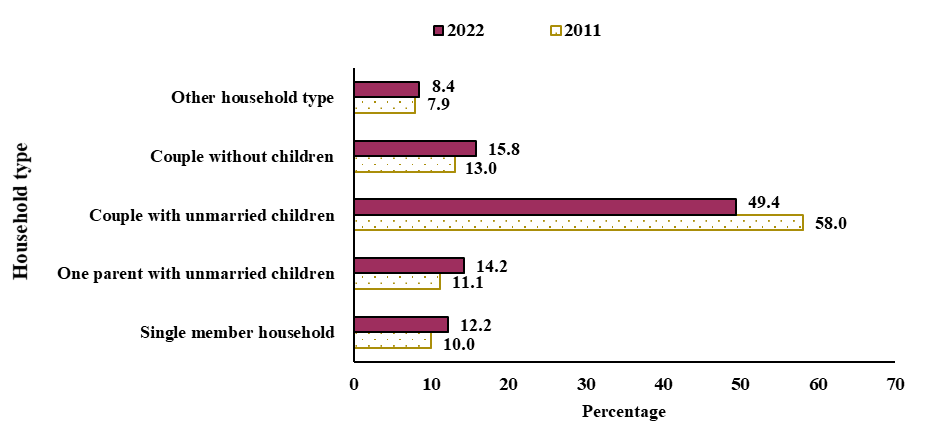 2022 2011
Household type
Other household type 8.4
7.9
Couple without children 15.8
13.0
Couple with unmarried children 49.4
58.0
One parent with unmarried children 14.2
11.1
Single member household 12.2
10.0
0 10 20 30 40 50 60 70
Percentage